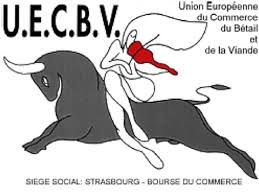 U.E.C.B.V.
Union Européenne
du Commerce
du Bétail
et
de la Viande
SIEGE SOCIAL: STRASBOURG - BOURSE DU COMMERCE